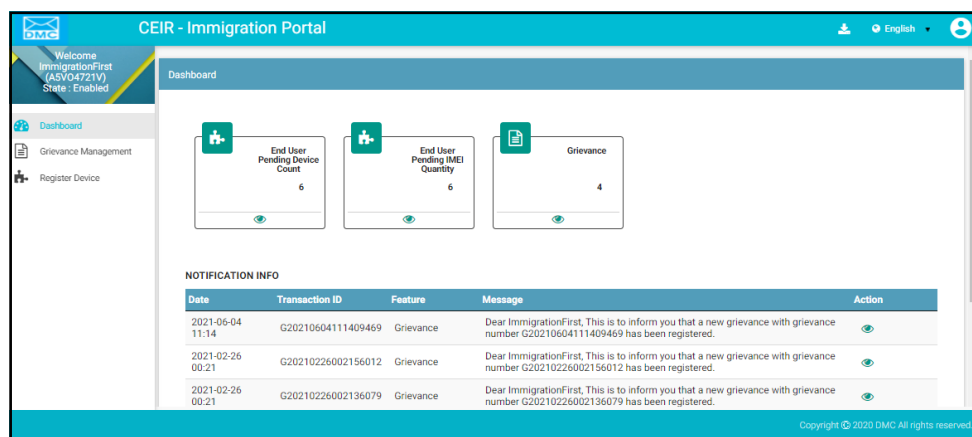 DMC
CEIR - Immigration Portal
English
Welcome
ImmigrationFirst
(A5VO4721V)
State : Enabled
Dashboard
Dashboard
Grievance Management
Register Device
End User
Pending Device
Count
6
End User
Pending IMEI
Quantity
6
Grievance
4
NOTIFICATION INFO
Date Transaction ID Feature Message Action
2021-06-04
11:14
G20210604111409469 Grievance
Dear ImmigrationFirst, This is to inform you that a new grievance with grievance
number G20210604111409469 has been registered.
2021-02-26
00:21
G20210226002156012 Grievance
Dear ImmigrationFirst, This is to inform you that a new grievance with grievance
number G20210226002156012 has been registered.
2021-02-26
00:21
G20210226002136079 Grievance
Dear ImmigrationFirst, This is to inform you that a new grievance with grievance
number G20210226002136079 has been registered.
Copyright © 2020 DMC All rights reserved.